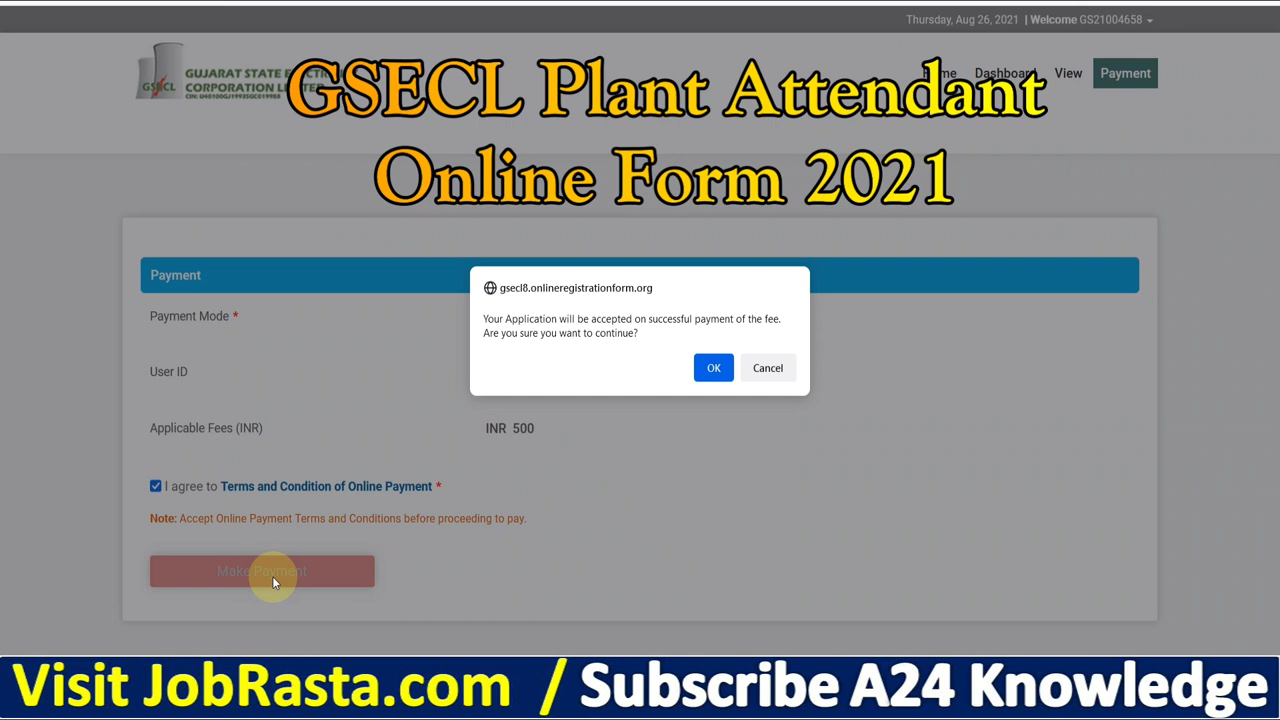 Thursday, Aug 26, 2021 | Welcome GS21004658
GSECL
GUJARAT STATE
CORPORATION
Home Dashboard View Payment
GSECL Plant Attendant
Online Form 2021
Payment
Payment Mode *
User ID
Applicable Fees (INR) INR 500
gsecl8.onlineregistrationform.org
Your Application will be accepted on successful payment of the fee.
Are you sure you want to continue?
OK Cancel
I agree to Terms and Condition of Online Payment *
Note: Accept Online Payment Terms and Conditions before proceeding to pay.
Make Payment
Visit JobRasta.com / Subscribe A24 Knowledge